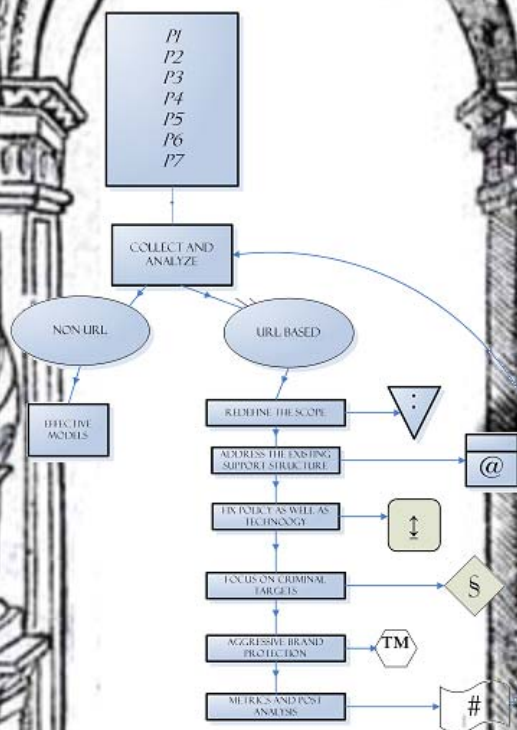 P1
P2
P3
P4
P5
P6
P7
COLLECT AND
ANALYZE
NON-URL
URL BASED
EFFECTIVE
MODELS
REDEFINE THE SCOPE
:
ADDRESS THE EXISTING
SUPPORT STRUCTURE
@
FIX POLICY AS WELL AS
TECHNOOGY
↨
FOCUS ON CRIMINAL
TARGETS
§
AGGRESSIVE BRAND
PROTECTION
TM
METRICS AND POST
ANALYSIS
#